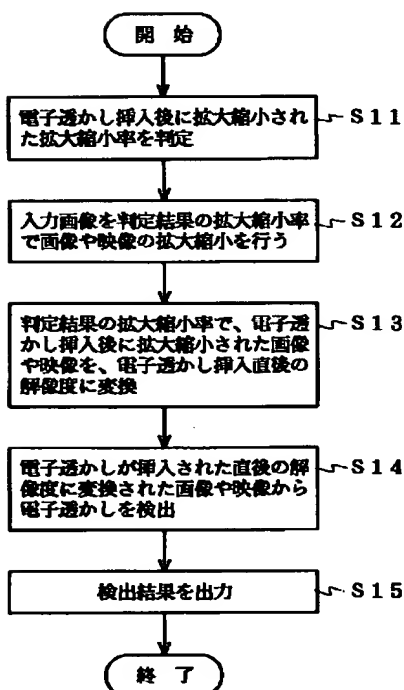 開 始
電子透かし挿入後に拡大縮小され
た拡大縮小率を判定
S11
入力画像を判定結果の拡大縮小率
で画像や映像の拡大縮小を行う
S12
判定結果の拡大縮小率で、電子透
かし挿入後に拡大縮小された画像
や映像を、電子透かし挿入直後の
解像度に変換
S13
電子透かしが挿入された直後の解
像度に変換された画像や映像から
電子透かしを検出
S14
検出結果を出力
S15
終 了